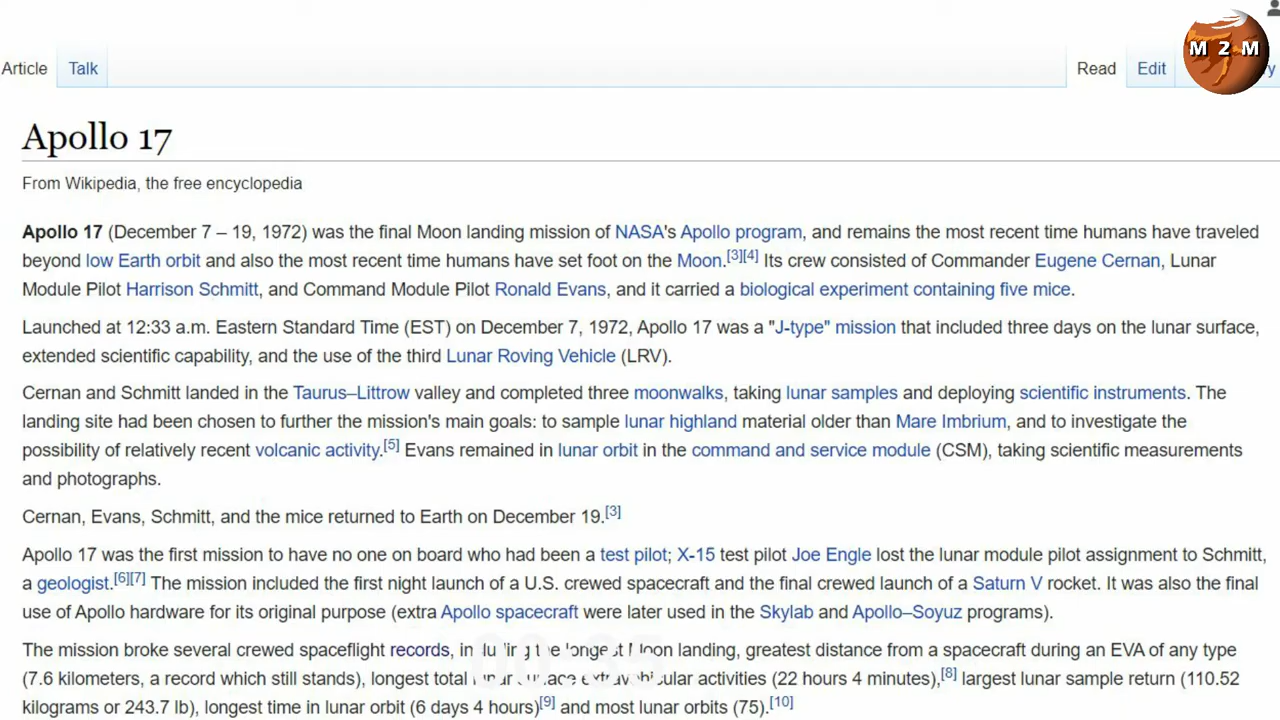 M 2 M
Article Talk Read Edit
Apollo 17
From Wikipedia, the free encyclopedia
Apollo 17 (December 7 – 19, 1972) was the final Moon landing mission of NASA's Apollo program, and remains the most recent time humans have traveled
beyond low Earth orbit and also the most recent time humans have set foot on the Moon.[3][4] Its crew consisted of Commander Eugene Cernan, Lunar
Module Pilot Harrison Schmitt, and Command Module Pilot Ronald Evans, and it carried a biological experiment containing five mice.
Launched at 12:33 a.m. Eastern Standard Time (EST) on December 7, 1972, Apollo 17 was a "J-type" mission that included three days on the lunar surface,
extended scientific capability, and the use of the third Lunar Roving Vehicle (LRV).
Cernan and Schmitt landed in the Taurus–Littrow valley and completed three moonwalks, taking lunar samples and deploying scientific instruments. The
landing site had been chosen to further the mission's main goals: to sample lunar highland material older than Mare Imbrium, and to investigate the
possibility of relatively recent volcanic activity.[5] Evans remained in lunar orbit in the command and service module (CSM), taking scientific measurements
and photographs.
Cernan, Evans, Schmitt, and the mice returned to Earth on December 19.[3]
Apollo 17 was the first mission to have no one on board who had been a test pilot; X-15 test pilot Joe Engle lost the lunar module pilot assignment to Schmitt,
a geologist.[6][7] The mission included the first night launch of a U.S. crewed spacecraft and the final crewed launch of a Saturn V rocket. It was also the final
use of Apollo hardware for its original purpose (extra Apollo spacecraft were later used in the Skylab and Apollo–Soyuz programs).
The mission broke several crewed spaceflight records, including the longest Moon landing, greatest distance from a spacecraft during an EVA of any type
(7.6 kilometers, a record which still stands), longest total lunar surface extravehicular activities (22 hours 4 minutes),[8] largest lunar sample return (110.52
kilograms or 243.7 lb), longest time in lunar orbit (6 days 4 hours)[9] and most lunar orbits (75).[10]